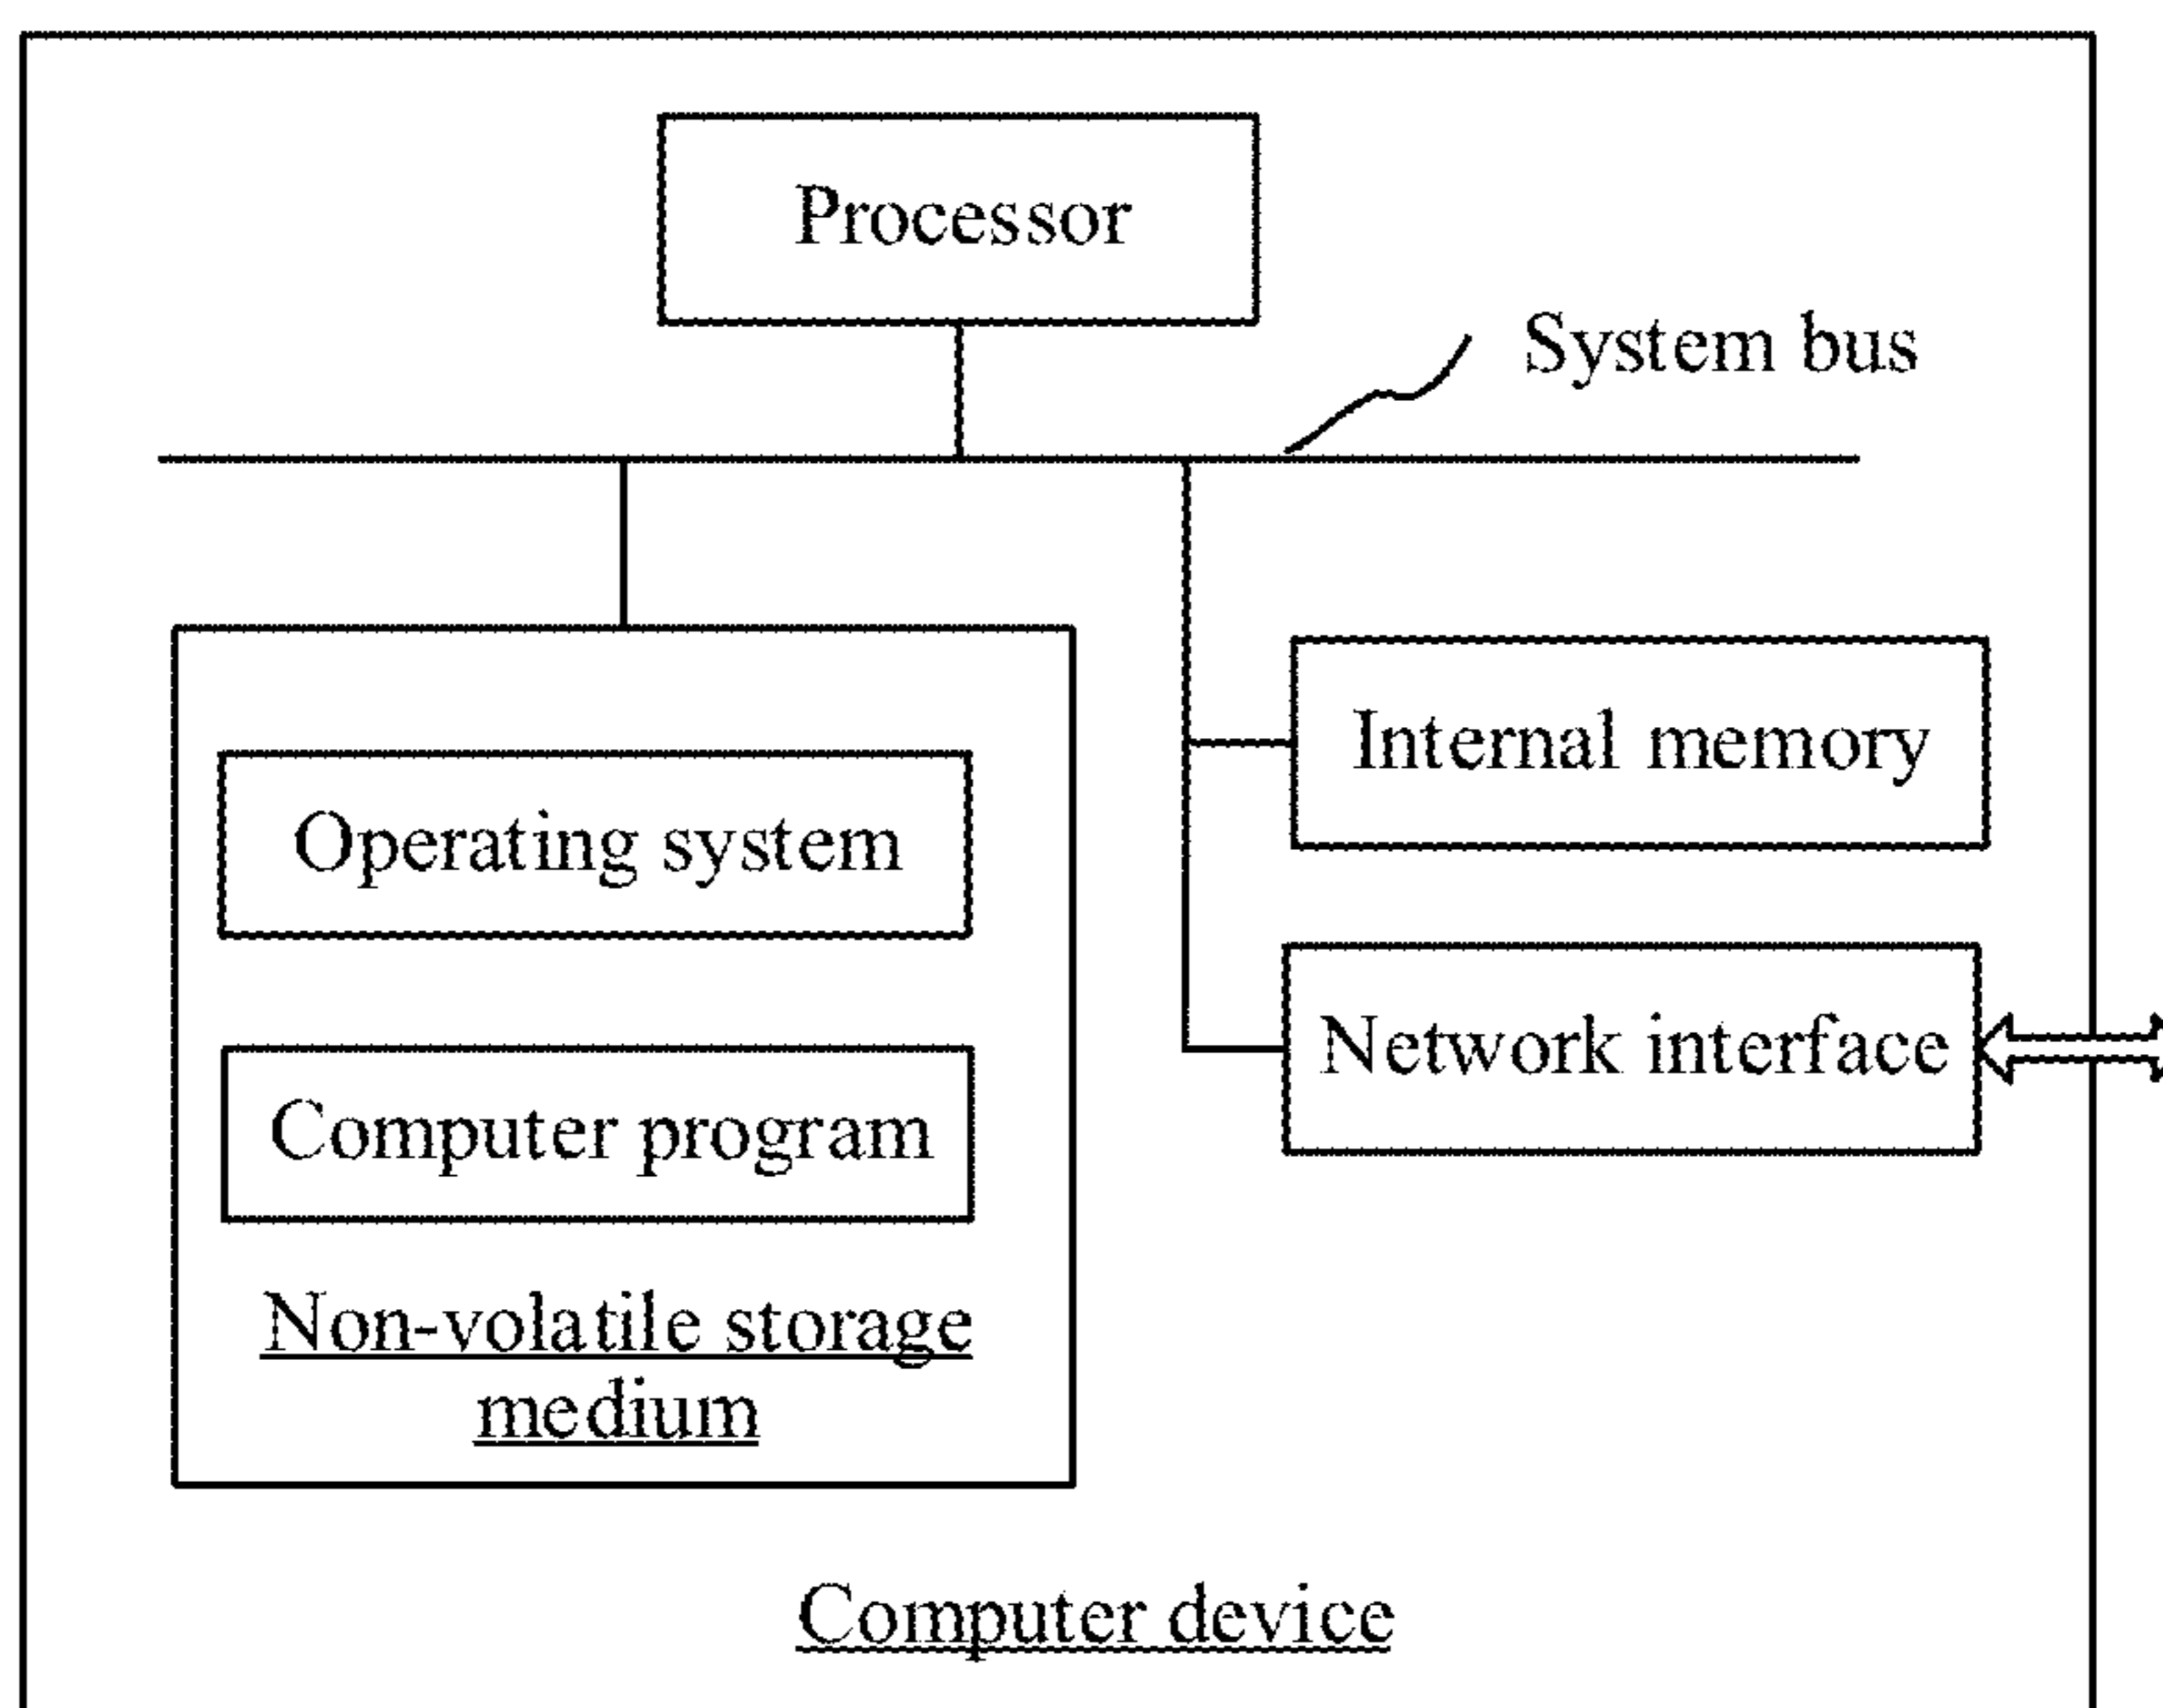 Processor
System bus
Internal memory
Operating system
Network interface
Computer program
Non-volatile storage
medium
Computer device